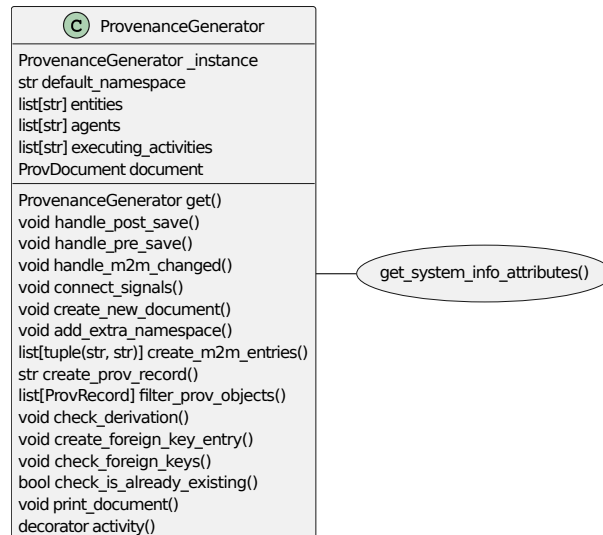 C ProvenanceGenerator
ProvenanceGenerator _instance
str default_namespace
list[str] entities
list[str] agents
list[str] executing_activities
ProvDocument document
ProvenanceGenerator get()
void handle_post_save()
void handle_pre_save()
void handle_m2m_changed()
void connect_signals()
void create_new_document()
void add_extra_namespace()
list[tuple(str, str)] create_m2m_entries()
str create_prov_record()
list[ProvRecord] filter_prov_objects()
void check_derivation()
void create_foreign_key_entry()
void check_foreign_keys()
bool check_is_already_existing()
void print_document()
decorator activity()
get_system_info_attributes()